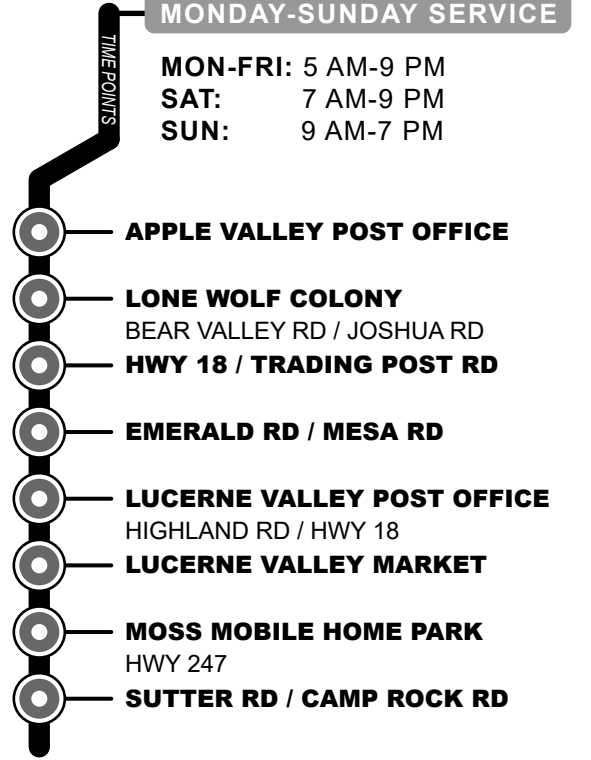 MONDAY-SUNDAY SERVICE
TIME POINTS
MON-FRI: 5 AM-9 PM
SAT: 7 AM-9 PM
SUN: 9 AM-7 PM
APPLE VALLEY POST OFFICE
LONE WOLF COLONY
BEAR VALLEY RD / JOSHUA RD
HWY 18 / TRADING POST RD
EMERALD RD / MESA RD
LUCERNE VALLEY POST OFFICE
HIGHLAND RD / HWY 18
LUCERNE VALLEY MARKET
MOSS MOBILE HOME PARK
HWY 247
SUTTER RD / CAMP ROCK RD